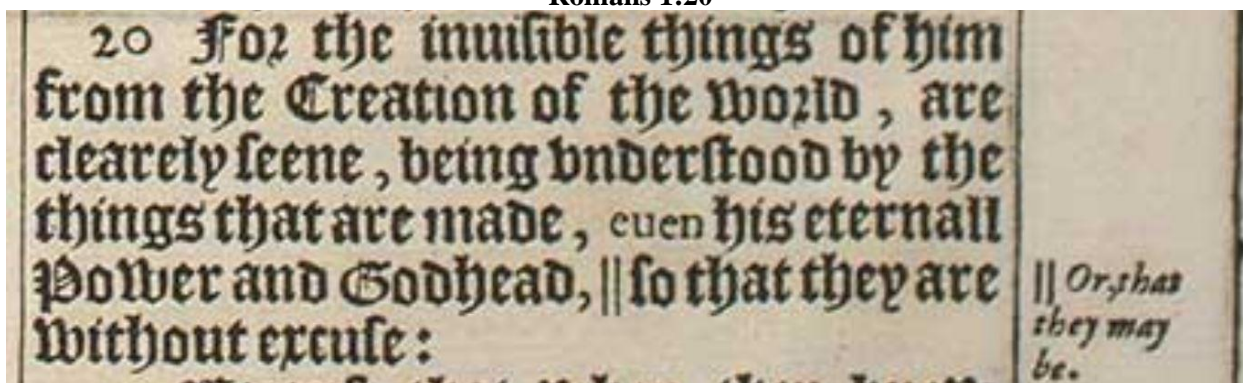 Romans 1:20
20 For the inuiſible things of him
from the Creation of the world, are
clearely ſeene, being vnderſtood by the
things that are made, euen his eternall
Power and Godhead, || ſo that they are
without excuſe:
|| Or, that
they may
be.